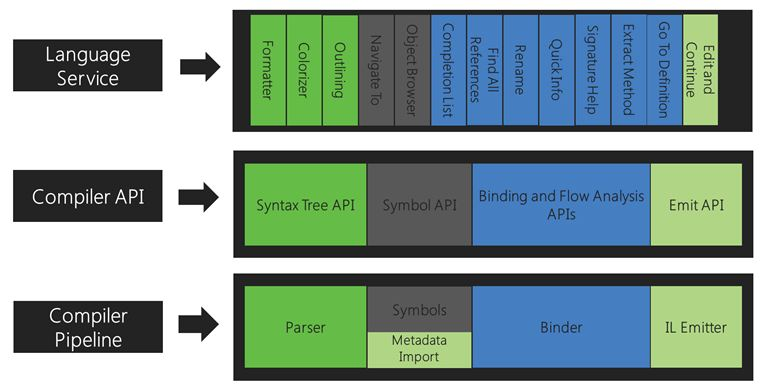 Language
Service
Formatter
Colorizer
Outlining
Navigate To
Object Browser
Completion List
Find All
References
Rename
Quick Info
Signature Help
Extract Method
Go To Definition
Edit and
Continue
Compiler API
Syntax Tree API
Symbol API
Binding and Flow Analysis
APIs
Emit API
Compiler
Pipeline
Parser
Symbols
Metadata
Import
Binder
IL Emitter